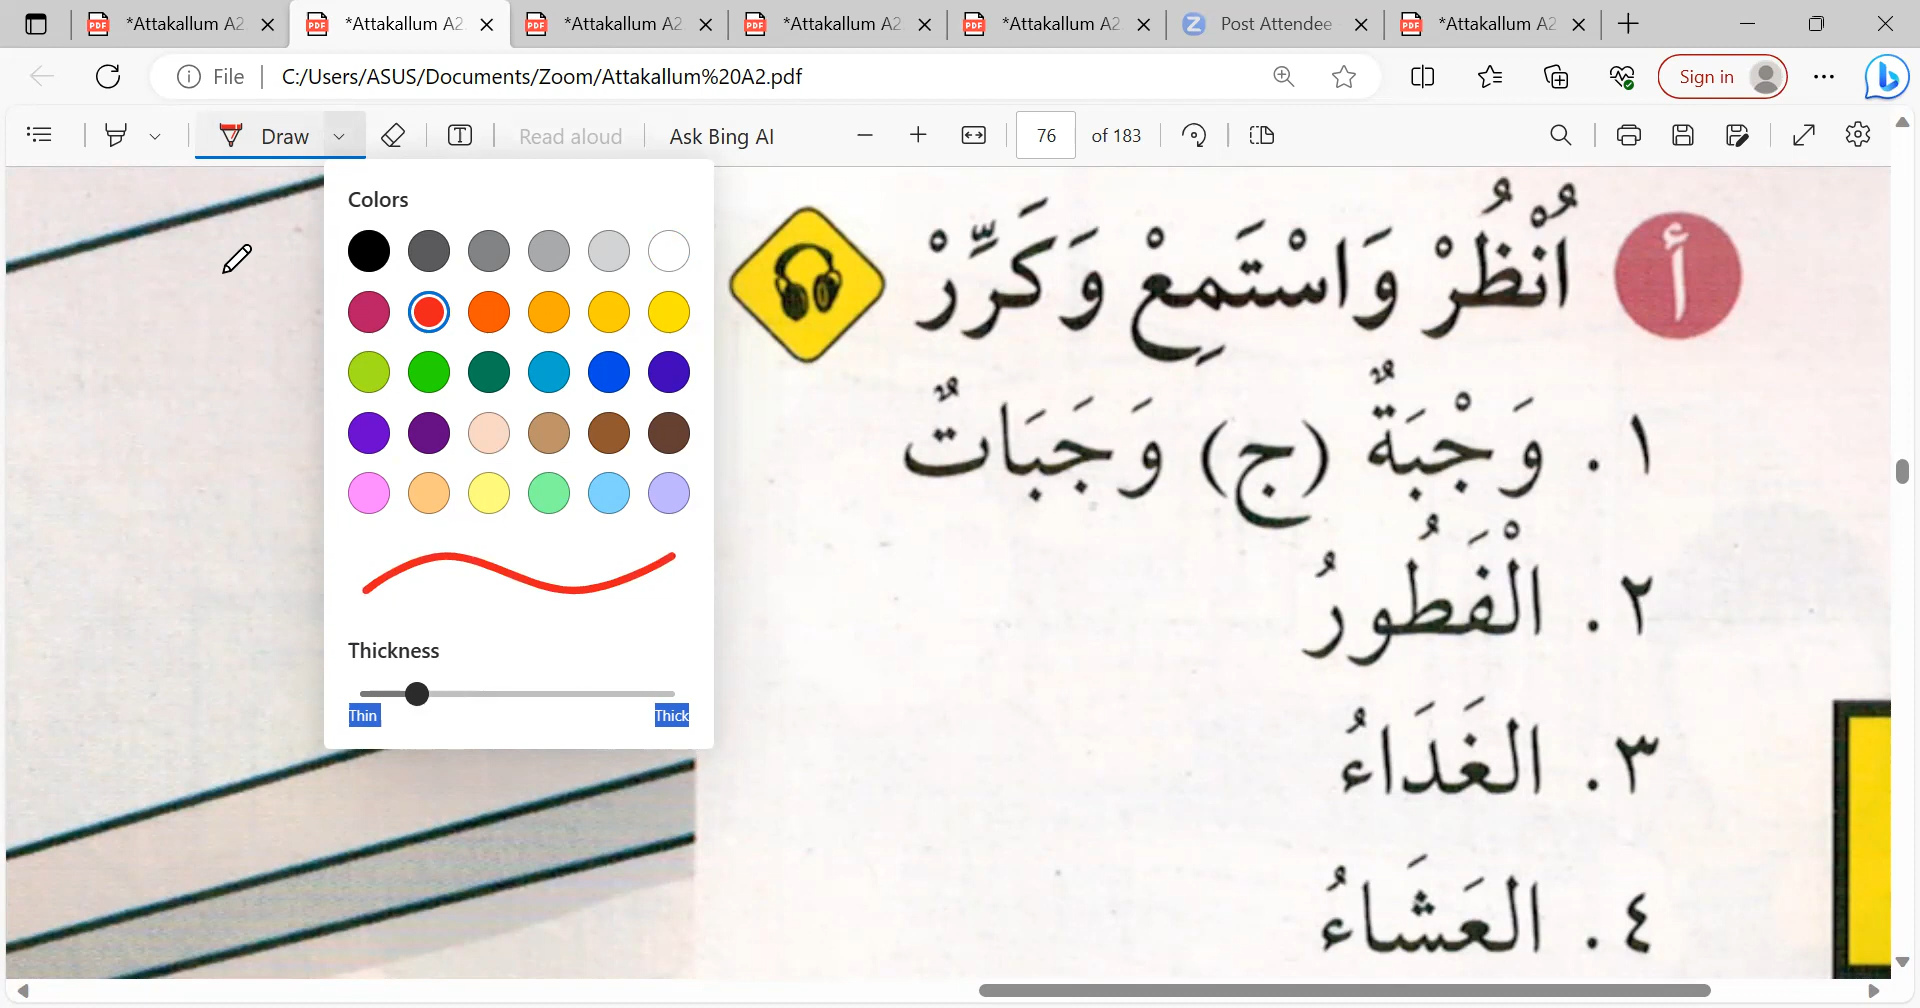 *Attakallum A2
*Attakallum A2
*Attakallum A2
*Attakallum A2
*Attakallum A2
Post Attendee
*Attakallum A2
File
C:/Users/ASUS/Documents/Zoom/Attakallum%20A2.pdf
Sign in
Draw
Read aloud
Ask Bing AI
76
of 183
Colors
Thickness
Thin
Thick
أ
اُنْظُرْ وَاسْتَمِعْ وَكَرِّرْ
١. وَجْبَةٌ (ج) وَجَبَاتٌ
٢. الْفَطُورُ
٣. الغَدَاءُ
٤. العَشَاءُ